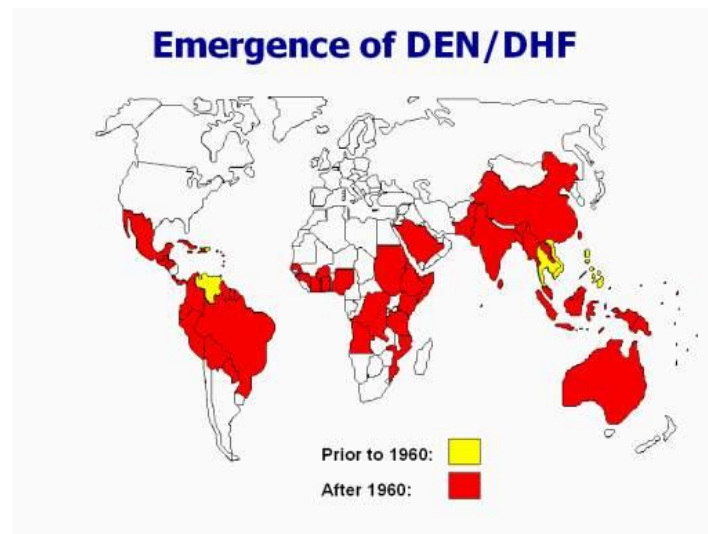 Emergence of DEN/DHF
Prior to 1960:
After 1960: